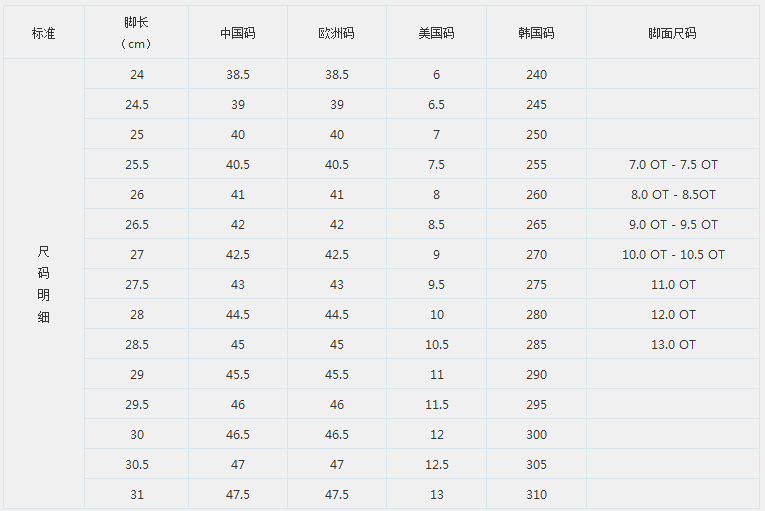 标准 脚长（cm） 中国码 欧洲码 美国码 韩国码 脚面尺码
尺码明细
24 38.5 38.5 6 240
24.5 39 39 6.5 245
25 40 40 7 250
25.5 40.5 40.5 7.5 255 7.0 OT - 7.5 OT
26 41 41 8 260 8.0 OT - 8.5OT
26.5 42 42 8.5 265 9.0 OT - 9.5 OT
27 42.5 42.5 9 270 10.0 OT - 10.5 OT
27.5 43 43 9.5 275 11.0 OT
28 44.5 44.5 10 280 12.0 OT
28.5 45 45 10.5 285 13.0 OT
29 45.5 45.5 11 290
29.5 46 46 11.5 295
30 46.5 46.5 12 300
30.5 47 47 12.5 305
31 47.5 47.5 13 310